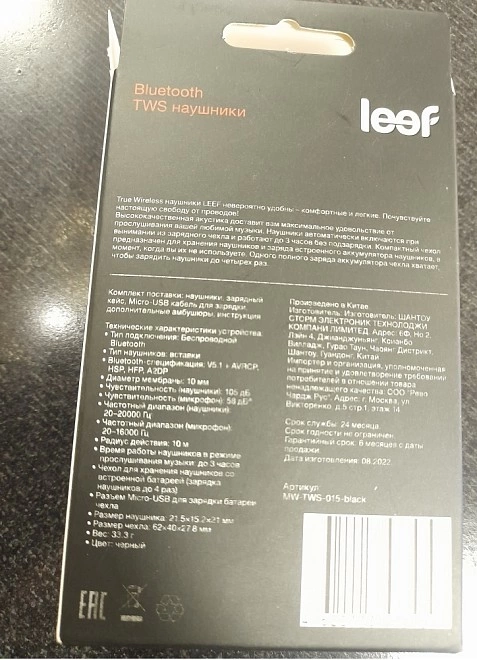 Bluetooth
TWS наушники
leef
True Wireless наушники LEEF невероятно удобны – комфортные и легкие. Почувствуйте
настоящую свободу от проводов!
Высококачественная акустика доставит вам максимальное удовольствие от
прослушивания вашей любимой музыки. Наушники автоматически включаются при
вынимании из зарядного чехла и работают до 3 часов без подзарядки. Компактный чехол
предназначен для хранения наушников и заряда встроенного аккумулятора наушников, в
момент, когда вы их не используете. Одного полного заряда аккумулятора чехла хватает,
чтобы зарядить наушники до четырех раз.
Комплект поставки: наушники, зарядный
кейс, Micro-USB кабель для зарядки,
дополнительные амбушюры, инструкция
Технические характеристики устройства:
• Тип подключения: Беспроводной
Bluetooth
• Тип наушников: вставки
• Bluetooth спецификация: V5.1 + AVRCP,
HSP, HFP, A2DP
• Диаметр мембраны: 10 мм
• Чувствительность (наушники): 105 дБ
• Чувствительность (микрофон): 58 дБ
• Частотный диапазон (наушники):
20-20000 Гц
• Частотный диапазон (микрофон):
20-16000 Гц
• Радиус действия: 10 м
• Время работы наушников в режиме
прослушивания музыки: до 3 часов
• Чехол для хранения наушников со
встроенной батареей (зарядка
наушников до 4 раз)
• Разъем Micro-USB для зарядки батареи
чехла
• Размер наушника: 21.5×15.2×21 мм
• Размер чехла: 62×40×27.8 мм
• Вес: 33.3 г
• Цвет: черный
Произведено в Китае
Изготовитель: Изготовитель: ШАНТОУ
СТОРМ ЭЛЕКТРОНИК ТЕХНОЛОДЖИ
КОМПАНИ ЛИМИТЕД. Адрес: 6Ф, Но 2,
Лэйн 4, Джиандженьянг, Конанбо
Вилладж, Гурао Таун, Чаоянг Дистрикт,
Шантоу, Гуандонг, Китай
Импортер и организация, уполномоченная
на принятие и удовлетворение требований
потребителей в отношении товара
ненадлежащего качества: ООО "Ревл
Чардж Рус". Адрес: г. Москва, ул
Викторенко, д.5 стр.1, этаж 14
Срок службы: 24 месяца
Срок годности не ограничен
Гарантийный срок: 6 месяцев с даты
продажи
Дата изготовления: 08.2022
Артикул:
MW-TWS-015-black
EAC